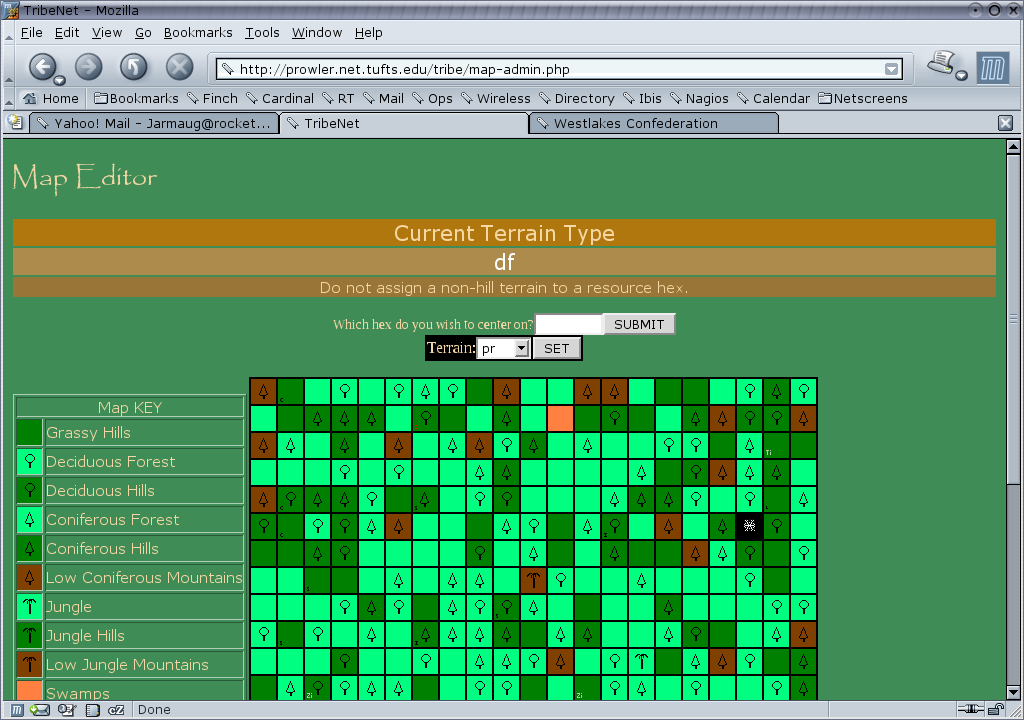 TribeNet - Mozilla
File Edit View Go Bookmarks Tools Window Help
http://prowler.net.tufts.edu/tribe/map-admin.php
Home Bookmarks Finch Cardinal RT Mail Ops Wireless Directory Ibis Nagios Calendar Netscreens
Yahoo! Mail - Jarmaug@rocket... TribeNet Westlakes Confederation
Map Editor
Current Terrain Type
df
Do not assign a non-hill terrain to a resource hex.
Which hex do you wish to center on? SUBMIT
Terrain: pr SET
Map KEY
Grassy Hills
Deciduous Forest
Deciduous Hills
Coniferous Forest
Coniferous Hills
Low Coniferous Mountains
Jungle
Jungle Hills
Low Jungle Mountains
Swamps
Done